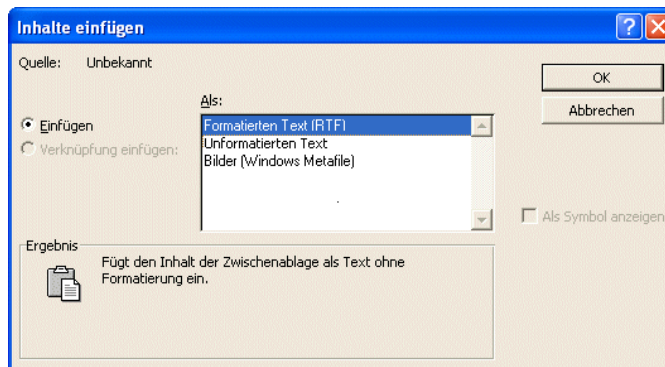 Inhalte einfügen
Quelle: Unbekannt
Als:
Einfügen
Verknüpfung einfügen:
Formatierten Text (RTF)
Unformatierten Text
Bilder (Windows Metafile)
OK
Abbrechen
Als Symbol anzeigen
Ergebnis
Fügt den Inhalt der Zwischenablage als Text ohne
Formatierung ein.